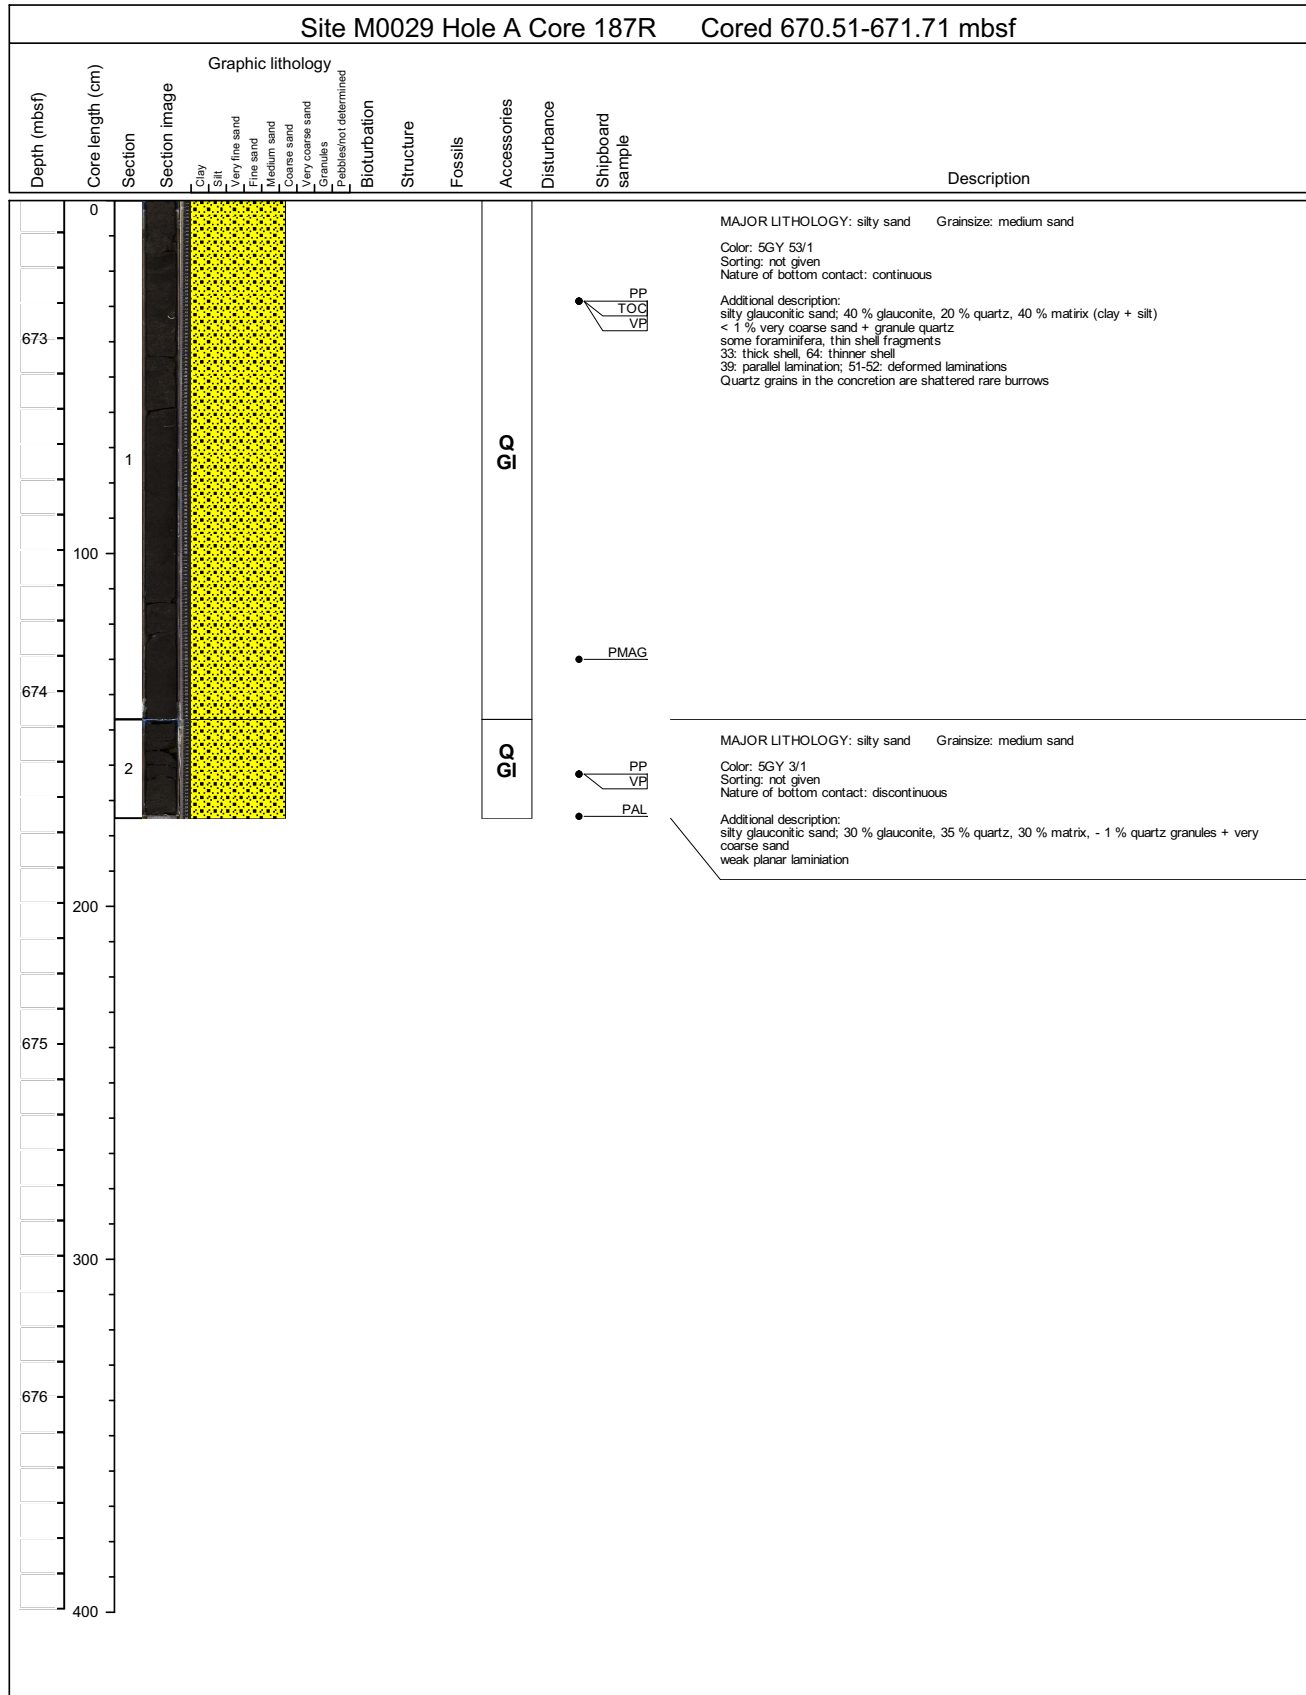 Site M0029 Hole A Core 187R Cored 670.51-671.71 mbsf
Graphic lithology
Depth (mbsf)
Core length (cm)
Section
Section image
Clay
Silt
Very fine sand
Fine sand
Medium sand
Coarse sand
Very coarse sand
Granules
Pebbles/not determined
Bioturbation
Structure
Fossils
Accessories
Disturbance
Shipboard
sample
Description
0
MAJOR LITHOLOGY: silty sand Grainsize: medium sand
Color: 5GY 53/1
Sorting: not given
Nature of bottom contact: continuous
Additional description:
silty glauconitic sand; 40 % glauconite, 20 % quartz, 40 % matirix (clay + silt)
< 1 % very coarse sand + granule quartz
some foraminifera, thin shell fragments
33: thick shell, 64: thinner shell
39: parallel lamination; 51-52: deformed laminations
Quartz grains in the concretion are shattered rare burrows
PP
TOC
VP
673
1
Q
Gl
100
PMAG
674
MAJOR LITHOLOGY: silty sand Grainsize: medium sand
Color: 5GY 3/1
Sorting: not given
Nature of bottom contact: discontinuous
Additional description:
silty glauconitic sand; 30 % glauconite, 35 % quartz, 30 % matrix, - 1 % quartz granules + very
coarse sand
weak planar laminiation
2
Q
Gl
PP
VP
PAL
200
675
300
676
400